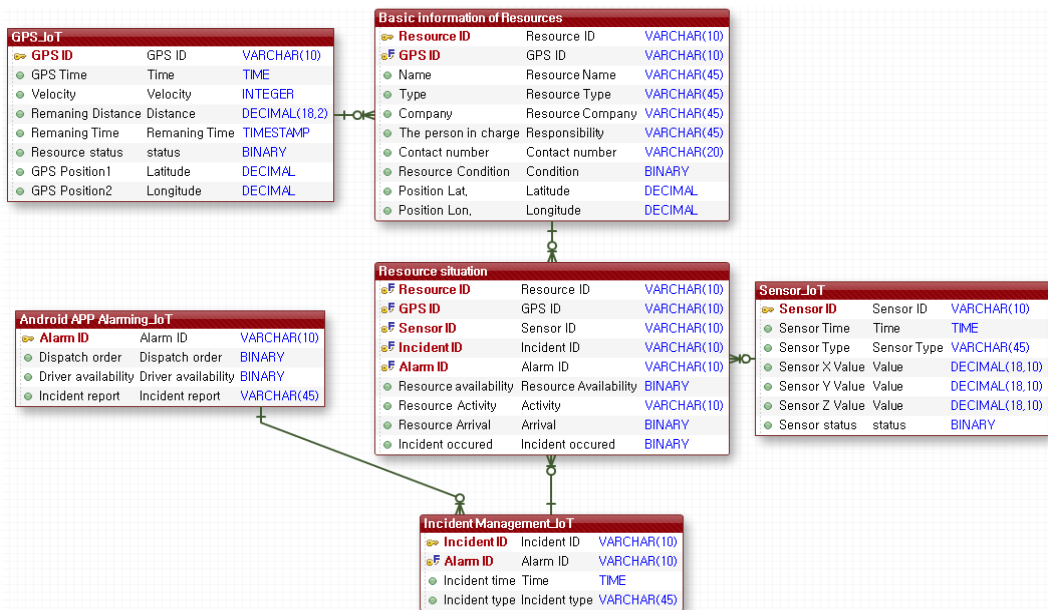 GPS_IoT
GPS ID GPS ID VARCHAR(10)
GPS Time Time TIME
Velocity Velocity INTEGER
Remaning Distance Distance DECIMAL(18,2)
Remaning Time Remaning Time TIMESTAMP
Resource status status BINARY
GPS Position1 Latitude DECIMAL
GPS Position2 Longitude DECIMAL
Basic information of Resources
Resource ID Resource ID VARCHAR(10)
GPS ID GPS ID VARCHAR(10)
Name Resource Name VARCHAR(45)
Type Resource Type VARCHAR(45)
Company Resource Company VARCHAR(45)
The person in charge Responsibility VARCHAR(45)
Contact number Contact number VARCHAR(20)
Resource Condition Condition BINARY
Position Lat, Latitude DECIMAL
Position Lon, Longitude DECIMAL
Resource situation
Resource ID Resource ID VARCHAR(10)
GPS ID GPS ID VARCHAR(10)
Sensor ID Sensor ID VARCHAR(10)
Incident ID Incident ID VARCHAR(10)
Alarm ID Alarm ID VARCHAR(10)
Resource availability Resource Availability BINARY
Resource Activity Activity VARCHAR(10)
Resource Arrival Arrival BINARY
Incident occured Incident occured BINARY
Sensor_IoT
Sensor ID Sensor ID VARCHAR(10)
Sensor Time Time TIME
Sensor Type Sensor Type VARCHAR(45)
Sensor X Value Value DECIMAL(18,10)
Sensor Y Value Value DECIMAL(18,10)
Sensor Z Value Value DECIMAL(18,10)
Sensor status status BINARY
Android APP Alarming_IoT
Alarm ID Alarm ID VARCHAR(10)
Dispatch order Dispatch order BINARY
Driver availability Driver availability BINARY
Incident report Incident report VARCHAR(45)
Incident Management_IoT
Incident ID Incident ID VARCHAR(10)
Alarm ID Alarm ID VARCHAR(10)
Incident time Time TIME
Incident type Incident type VARCHAR(45)